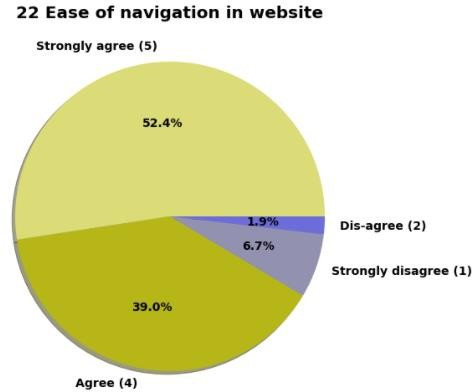 22 Ease of navigation in website
Strongly agree (5)
52.4%
1.9%
Dis-agree (2)
6.7%
Strongly disagree (1)
39.0%
Agree (4)